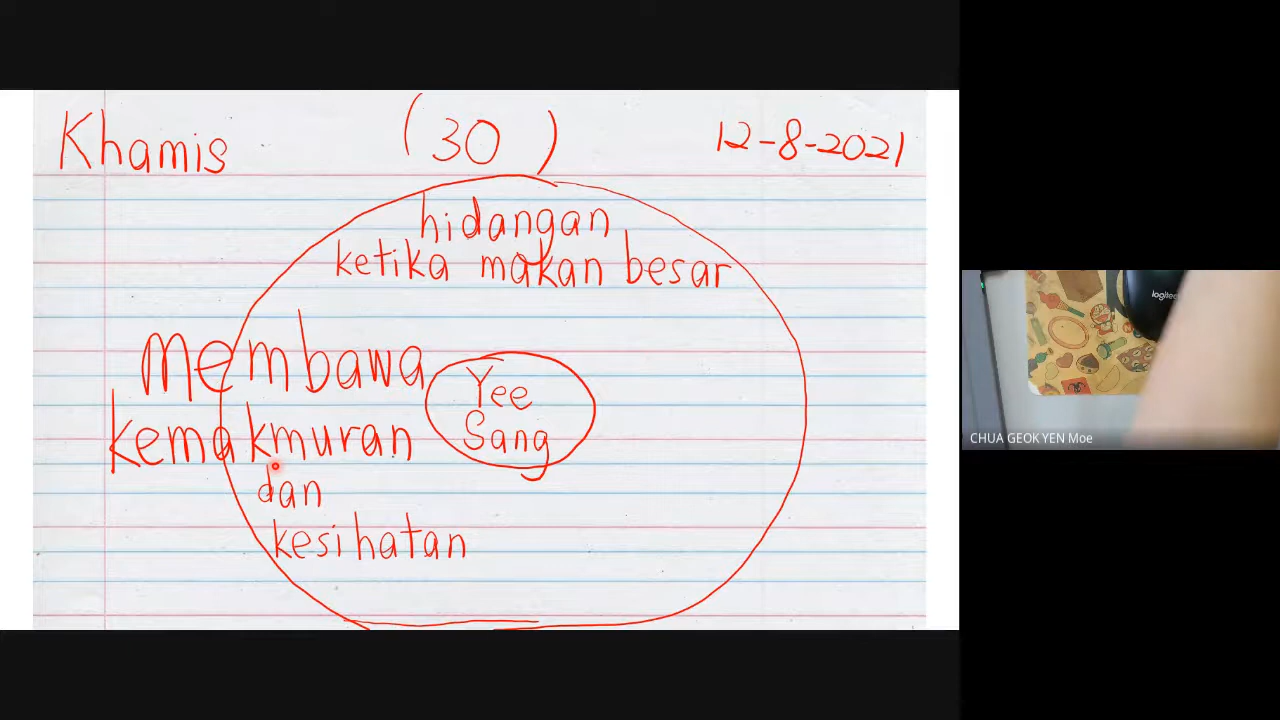 Khamis (30) 12-8-2021
hidangan
ketika makan besar
membawa
kemakmuran
dan
kesihatan
Yee
Sang
logitec
CHUA GEOK YEN Moe